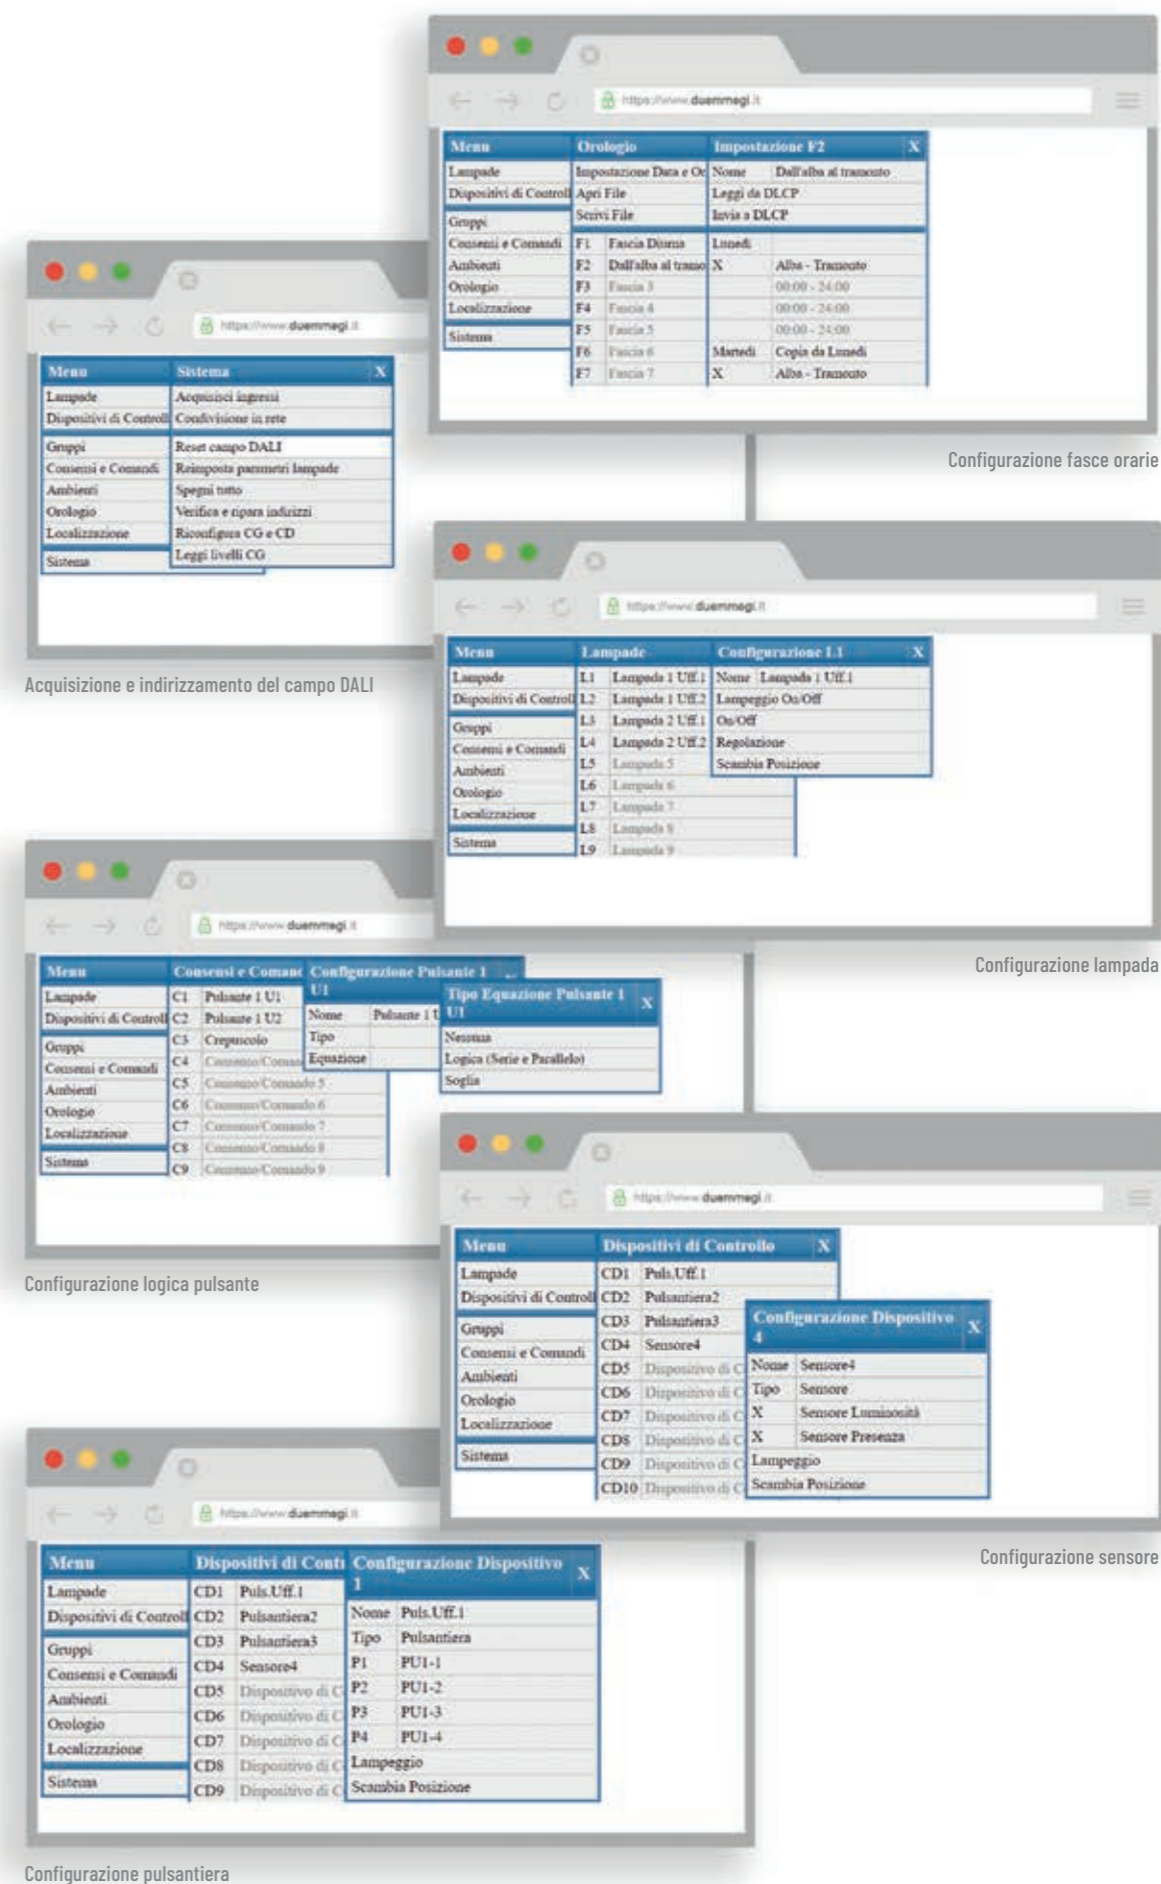 https://www.duemmegi.it
Menu Orologio Impostazione F2 X
Lampade Impostazione Data e Or Nome Dall'alba al tramonto
Dispositivi di Controll Apri File Leggi da DLCP
Gruppi Scrivi File Invia a DLCP
Consensi e Comandi F1 Fascia Diurna Lunedì
Ambienti F2 Dall'alba al tramo X Alba - Tramonto
Orologio F3 Fascia 3 00:00 - 24:00
Localizzazione F4 Fascia 4 00:00 - 24:00
Sistema F5 Fascia 5 00:00 - 24:00
F6 Fascia 6 Martedì Copia da Lunedì
F7 Fascia 7 X Alba - Tramonto
Configurazione fasce orarie
https://www.duemmegi.it
Menu Sistema X
Lampade Acquisisci ingressi
Dispositivi di Controll Condivisione in rete
Gruppi Reset campo DALI
Consensi e Comandi Reimposta parametri lampade
Ambienti Spegni tutto
Orologio Verifica e ripara indirizzi
Localizzazione Riconfigura CG e CD
Sistema Leggi livelli CG
Acquisizione e indirizzamento del campo DALI
https://www.duemmegi.it
Menu Lampade Configurazione L1 X
Lampade L1 Lampada 1 Uff.1 Nome Lampada 1 Uff.1
Dispositivi di Controll L2 Lampada 1 Uff.2 Lampeggio On/Off
Gruppi L3 Lampada 2 Uff.1 On/Off
Consensi e Comandi L4 Lampada 2 Uff.2 Regolazione
Ambienti L5 Lampada 5 Scambia Posizione
Orologio L6 Lampada 6
Localizzazione L7 Lampada 7
L8 Lampada 8
Sistema L9 Lampada 9
Configurazione lampada
https://www.duemmegi.it
Menu Consensi e Comand Configurazione Pulsante 1
U1
Tipo Equazione Pulsante 1 X
U1
Lampade C1 Pulsante 1 U1 Nome Pulsante 1 U
Dispositivi di Controll C2 Pulsante 1 U2 Tipo Nessuna
Gruppi C3 Crepuscolo Equazione Logica (Serie e Parallelo)
Consensi e Comandi C4 Consenso/Coman Soglia
Ambienti C5 Consenso/Comando 5
Orologio C6 Consenso/Comando 6
Localizzazione C7 Consenso/Comando 7
Sistema C8 Consenso/Comando 8
C9 Consenso/Comando 9
Configurazione logica pulsante
https://www.duemmegi.it
Menu Dispositivi di Controllo X
Lampade CD1 Puls.Uff.1
Dispositivi di Controll CD2 Pulsantiera2
Gruppi CD3 Pulsantiera3 Configurazione Dispositivo X
4
Consensi e Comandi CD4 Sensore4
Ambienti CD5 Dispositivo di C Nome Sensore4
Orologio CD6 Dispositivo di C Tipo Sensore
Localizzazione CD7 Dispositivo di C X Sensore Luminosità
Sistema CD8 Dispositivo di C X Sensore Presenza
CD9 Dispositivo di C Lampeggio
CD10 Dispositivo di C Scambia Posizione
Configurazione sensore
https://www.duemmegi.it
Menu Dispositivi di Contr Configurazione Dispositivo X
1
Lampade CD1 Puls.Uff.1
Dispositivi di Controll CD2 Pulsantiera2 Nome Puls.Uff.1
Gruppi CD3 Pulsantiera3 Tipo Pulsantiera
Consensi e Comandi CD4 Sensore4 P1 PU1-1
Ambienti CD5 Dispositivo di C P2 PU1-2
Orologio CD6 Dispositivo di C P3 PU1-3
Localizzazione CD7 Dispositivo di C P4 PU1-4
Sistema CD8 Dispositivo di C Lampeggio
CD9 Dispositivo di C Scambia Posizione
Configurazione pulsantiera